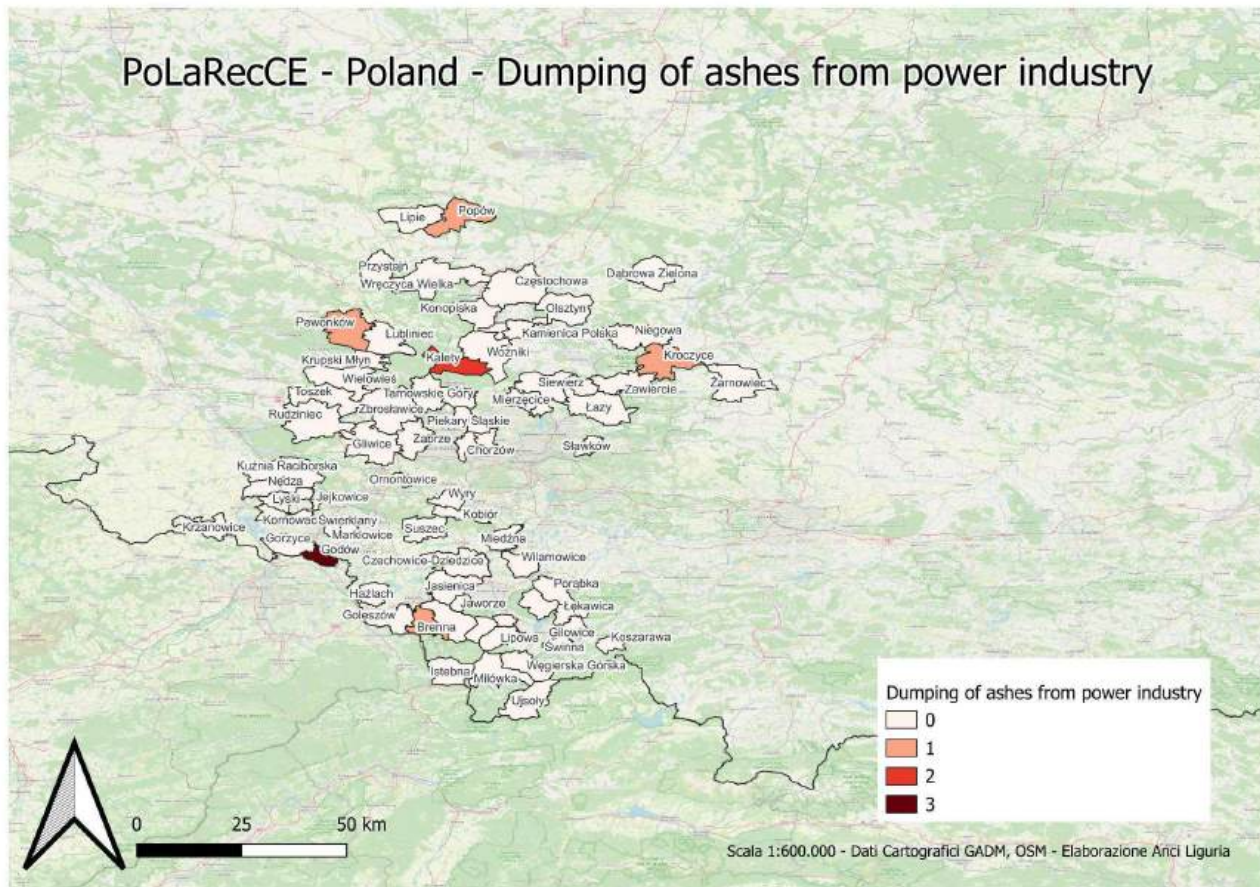 PoLaRecCE - Poland - Dumping of ashes from power industry
Lipie
Popów
Przystajń
Wręczyca Wielka
Częstochowa
Dąbrowa Zielona
Konopiska
Olsztyn
Pawonków
Lubliniec
Kamienica Polska
Niegowa
Krupski Młyn
Kalety
Woźniki
Kroczyce
Wielowieś
Siewierz
Zawiercie
Żarnowiec
Toszek
Tarnowskie Góry
Mierzęcice
Łazy
Rudziniec
Zbrosławice
Piekary Śląskie
Gliwice
Zabrze
Chorzów
Sławków
Kuźnia Raciborska
Nędza
Ornontowice
Lyski
Jejkowice
Wyry
Kornowac
Świerklany
Kobiór
Krzanowice
Gorzyce
Markłowice
Suszec
Miedźna
Godów
Czechowice-Dziedzice
Wilamowice
Hażlach
Jasienica
Porąbka
Goleszów
Jaworze
Łękawica
Brenna
Lipowa
Gilowice
Świnna
Koszarawa
Istebna
Milówka
Węgierska Górska
Ujsoły
Dumping of ashes from power industry
0
1
2
3
0 25 50 km
Scala 1:600.000 - Dati Cartografici GADM, OSM - Elaborazione Anci Liguria